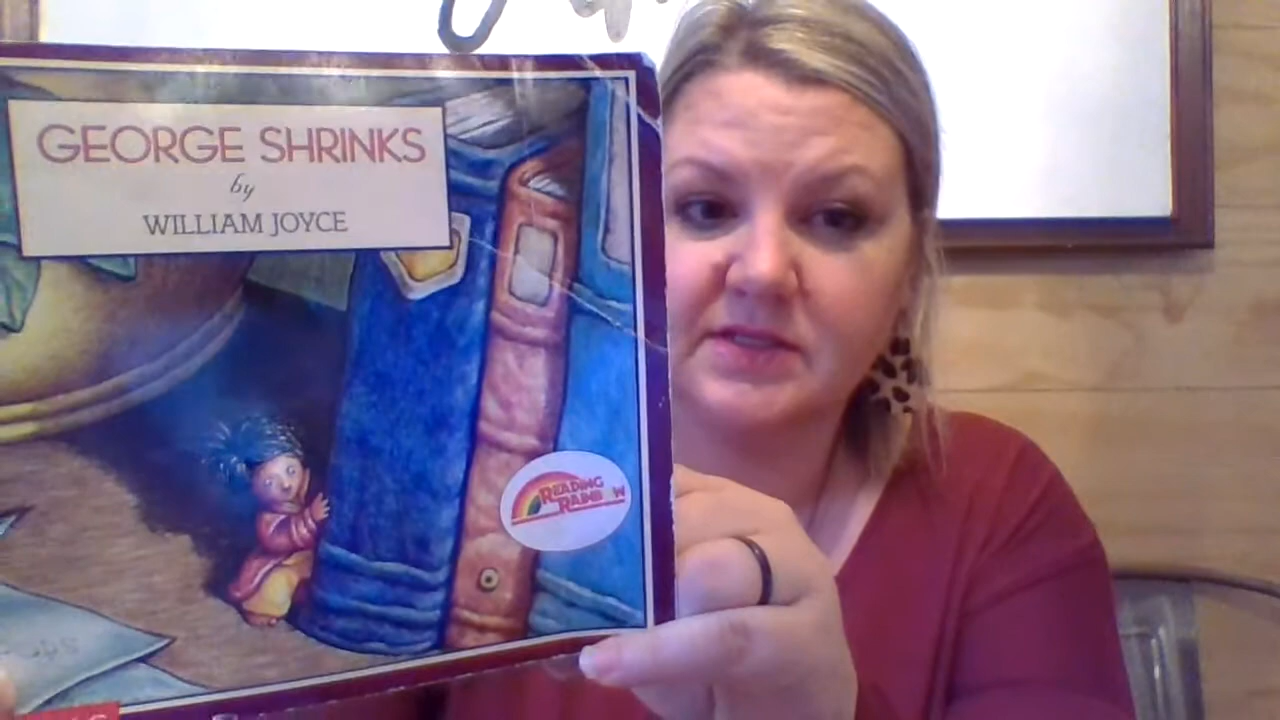 GEORGE SHRINKS
by
WILLIAM JOYCE
READING
RAINBOW